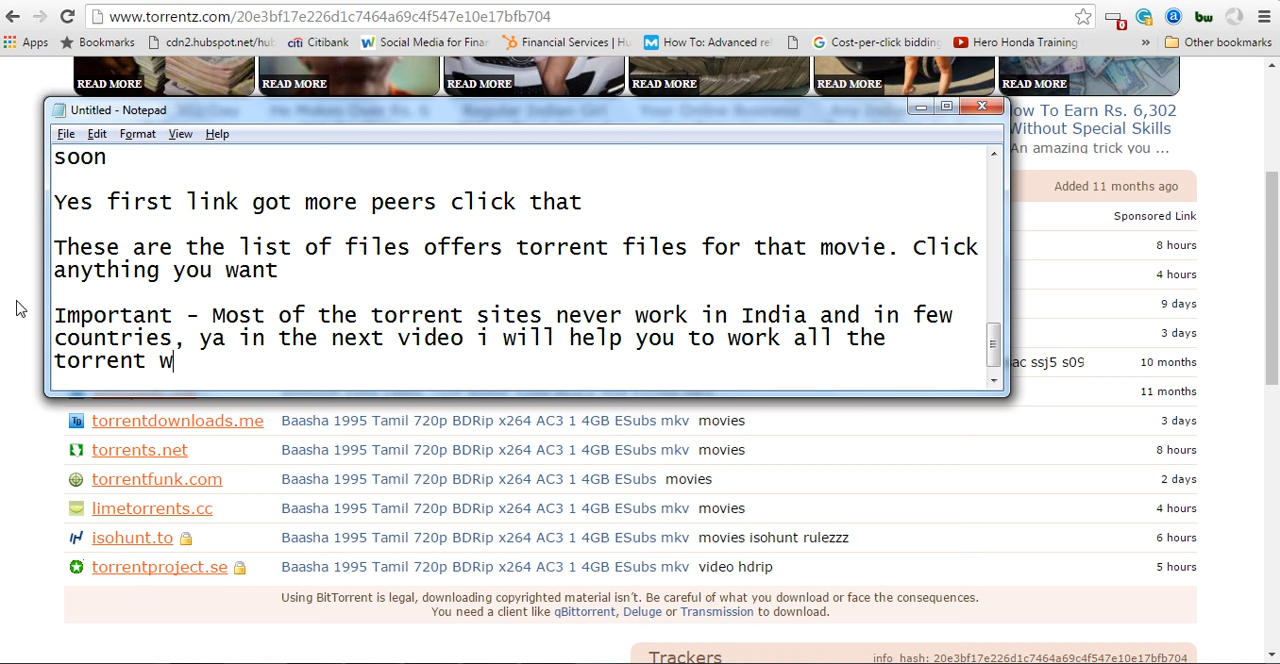 www.torrentz.com/20e3bf17e226d1c7464a69c4f547e10e17bfb704
Apps Bookmarks cdn2.hubspot.net/hub citi Citibank Social Media for Finan Financial Services | Hu How To: Advanced re Cost-per-click bidding Hero Honda Training » Other bookmarks
READ MORE READ MORE READ MORE READ MORE READ MORE READ MORE
Untitled - Notepad
File Edit Format View Help
ow To Earn Rs. 6,302
Without Special Skills
An amazing trick you ...
soon
Yes first link got more peers click that
These are the list of files offers torrent files for that movie. Click
anything you want
Important - Most of the torrent sites never work in India and in few
countries, ya in the next video i will help you to work all the
torrent w
Added 11 months ago
Sponsored Link
8 hours
4 hours
9 days
3 days
ac ssj5 s09 10 months
11 months
torrentdownloads.me Baasha 1995 Tamil 720p BDRip x264 AC3 1 4GB ESubs mkv movies 3 days
torrents.net Baasha 1995 Tamil 720p BDRip x264 AC3 1 4GB ESubs mkv movies 8 hours
torrentfunk.com Baasha 1995 Tamil 720p BDRip x264 AC3 1 4GB ESubs movies 2 days
limetorrents.cc Baasha 1995 Tamil 720p BDRip x264 AC3 1 4GB ESubs mkv movies 4 hours
isohunt.to Baasha 1995 Tamil 720p BDRip x264 AC3 1 4GB ESubs mkv movies isohunt rulezzz 6 hours
torrentproject.se Baasha 1995 Tamil 720p BDRip x264 AC3 1 4GB ESubs mkv video hdrip 5 hours
Using BitTorrent is legal, downloading copyrighted material isn't. Be careful of what you download or face the consequences.
You need a client like qBittorrent, Deluge or Transmission to download.
Trackers info_hash: 20e3bf17e226d1c7464a69c4f547e10e17bfb704